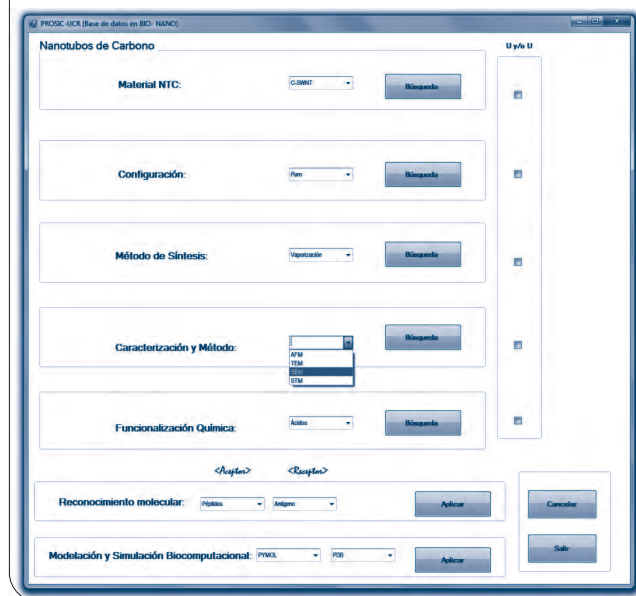 PROSIC-UCR (Base de datos en BIO- NANO)
Nanotubos de Carbono
U y/o U
Material NTC:
C-SWNT
Búsqueda
Configuración:
Puro
Búsqueda
Método de Síntesis:
Vaporización
Búsqueda
Caracterización y Método:
Búsqueda
AFM
TEM
SEM
STM
Funcionalización Química:
Ácidos
Búsqueda
<Aceptor>
<Receptor>
Reconocimiento molecular:
Péptidos
Antígeno
Aplicar
Cancelar
Modelación y Simulación Biocomputacional:
PYMOL
PDB
Aplicar
Salir